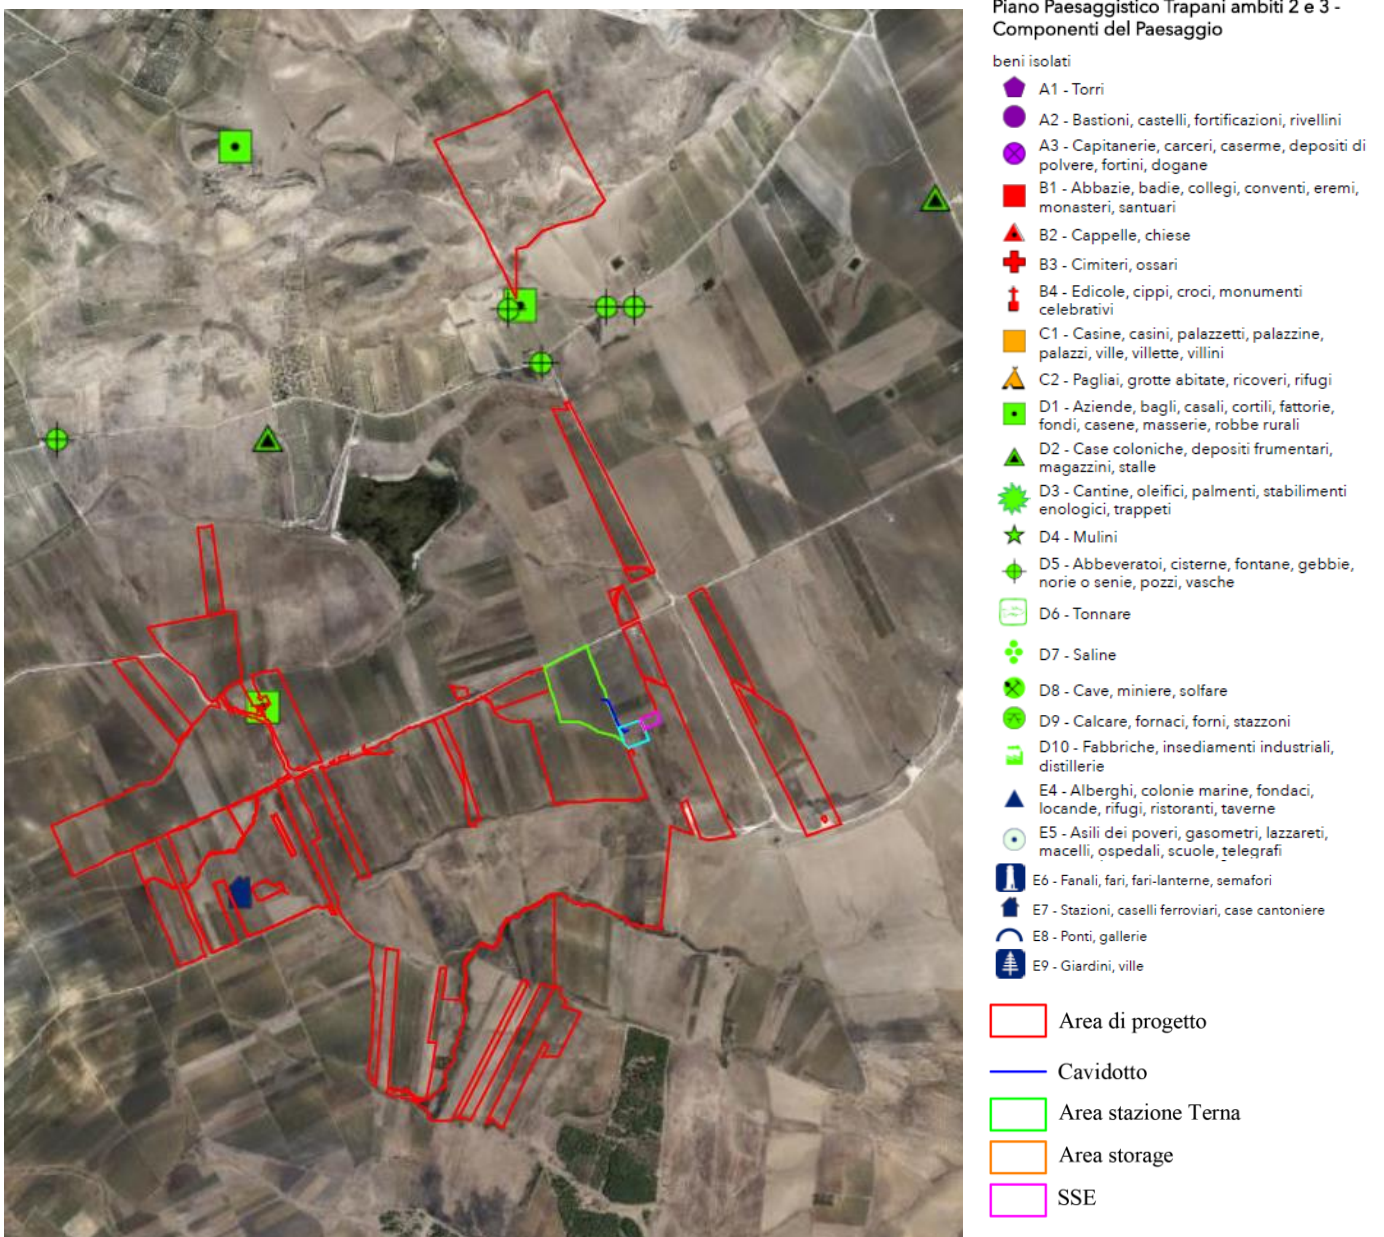 Piano Paesaggistico Trapani ambiti 2 e 3 -
Componenti del Paesaggio
beni isolati
A1 - Torri
A2 - Bastioni, castelli, fortificazioni, rivellini
A3 - Capitanerie, carceri, caserme, depositi di
polvere, fortini, dogane
B1 - Abbazie, badie, collegi, conventi, eremi,
monasteri, santuari
B2 - Cappelle, chiese
B3 - Cimiteri, ossari
B4 - Edicole, cippi, croci, monumenti
celebrativi
C1 - Casine, casini, palazzetti, palazzine,
palazzi, ville, villette, villini
C2 - Pagliai, grotte abitate, ricoveri, rifugi
D1 - Aziende, bagli, casali, cortili, fattorie,
fondi, casene, masserie, robbe rurali
D2 - Case coloniche, depositi frumentari,
magazzini, stalle
D3 - Cantine, oleifici, palmenti, stabilimenti
enologici, trappeti
D4 - Mulini
D5 - Abbeveratoi, cisterne, fontane, gebbie,
norie o senie, pozzi, vasche
D6 - Tonnare
D7 - Saline
D8 - Cave, miniere, solfare
D9 - Calcare, fornaci, forni, stazzoni
D10 - Fabbriche, insediamenti industriali,
distillerie
E4 - Alberghi, colonie marine, fondaci,
locande, rifugi, ristoranti, taverne
E5 - Asili dei poveri, gasometri, lazzareti,
macelli, ospedali, scuole, telegrafi
E6 - Fanali, fari, fari-lanterne, semafori
E7 - Stazioni, caselli ferroviari, case cantoniere
E8 - Ponti, gallerie
E9 - Giardini, ville
Area di progetto
Cavidotto
Area stazione Terna
Area storage
SSE